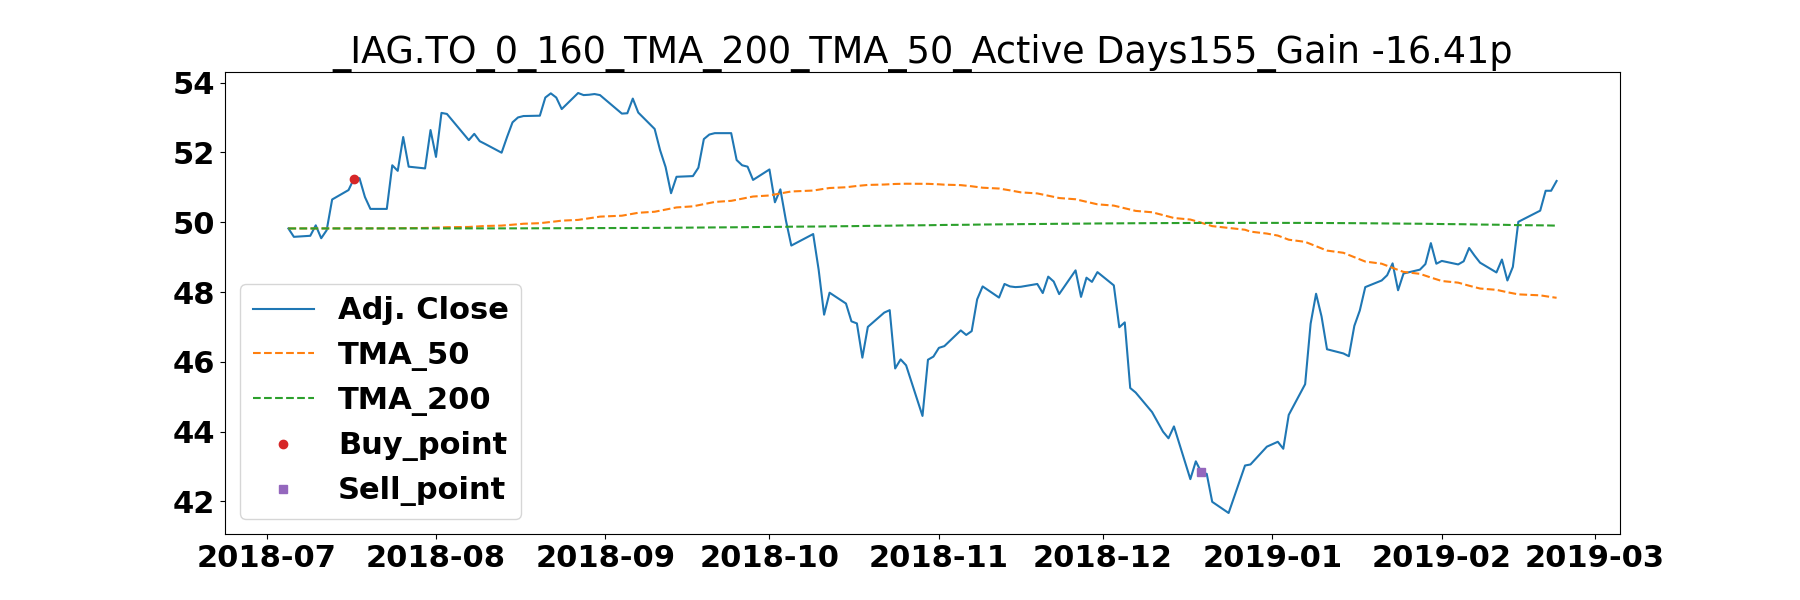 _IAG.TO_0_160_TMA_200_TMA_50_Active Days155_Gain -16.41p
54
52
50
48
46
44
42
Adj. Close
TMA_50
TMA_200
Buy_point
Sell_point
2018-07 2018-08 2018-09 2018-10 2018-11 2018-12 2019-01 2019-02 2019-03